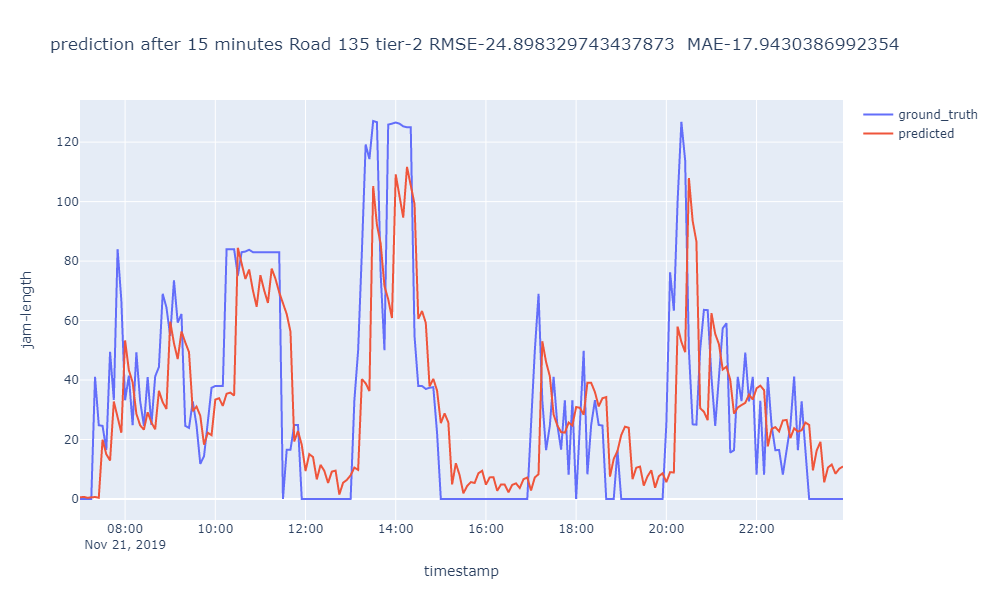 prediction after 15 minutes Road 135 tier-2 RMSE-24.898329743437873 MAE-17.9430386992354
ground_truth
predicted
120
100
80
60
40
20
0
jam-length
08:00 10:00 12:00 14:00 16:00 18:00 20:00 22:00
Nov 21, 2019
timestamp